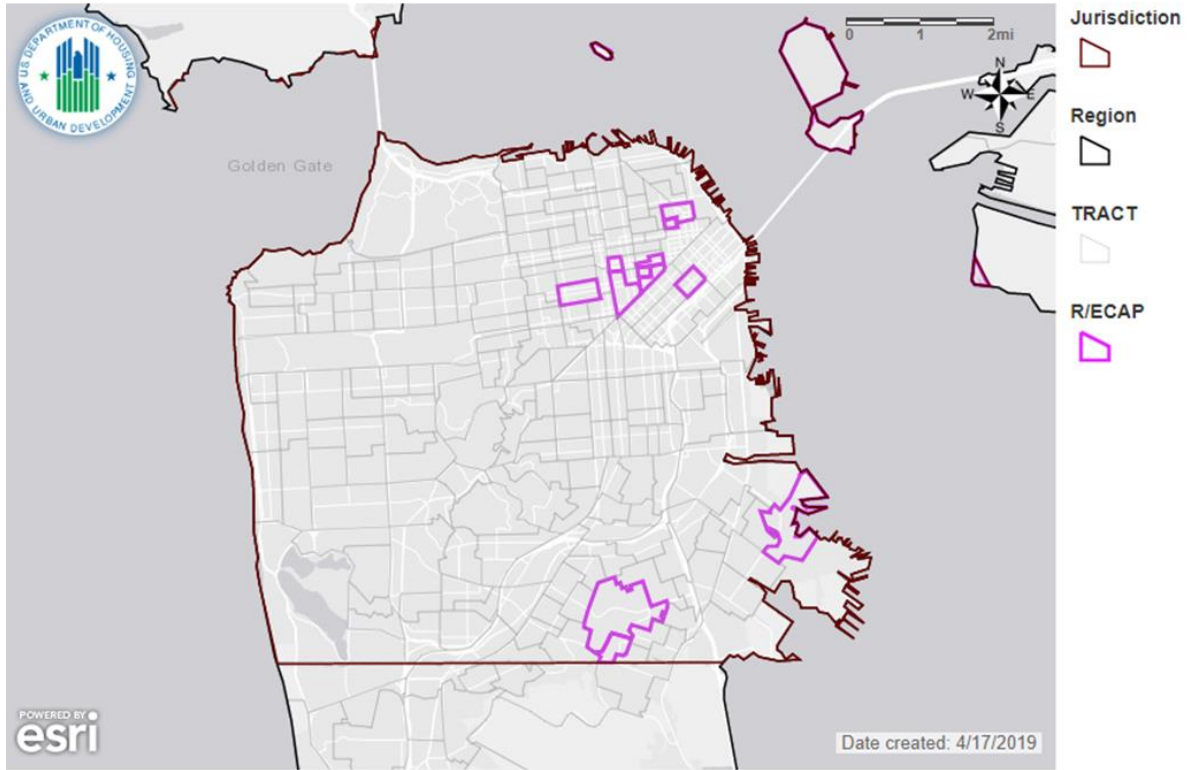 U.S. DEPARTMENT OF HOUSING
AND URBAN DEVELOPMENT
0 1 2mi
N
W E
S
Golden Gate
POWERED BY
esri
Date created: 4/17/2019
Jurisdiction
Region
TRACT
R/ECAP